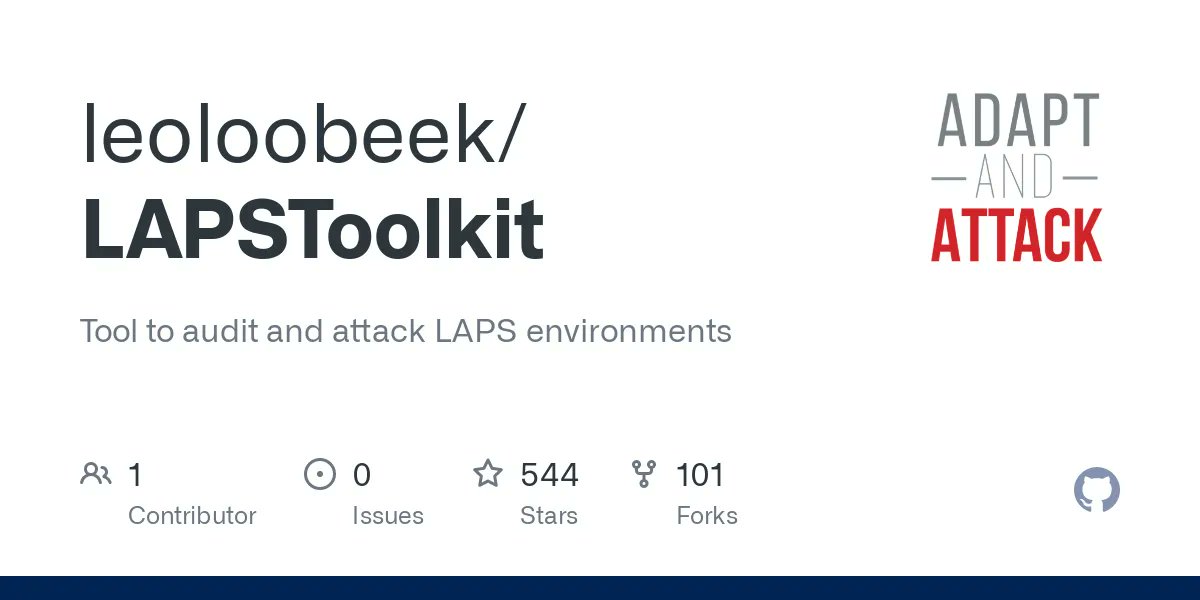 leoloobeek/
LAPSToolkit
Tool to audit and attack LAPS environments
ADAPT
AND
ATTACK
1
Contributor
0
Issues
544
Stars
101
Forks